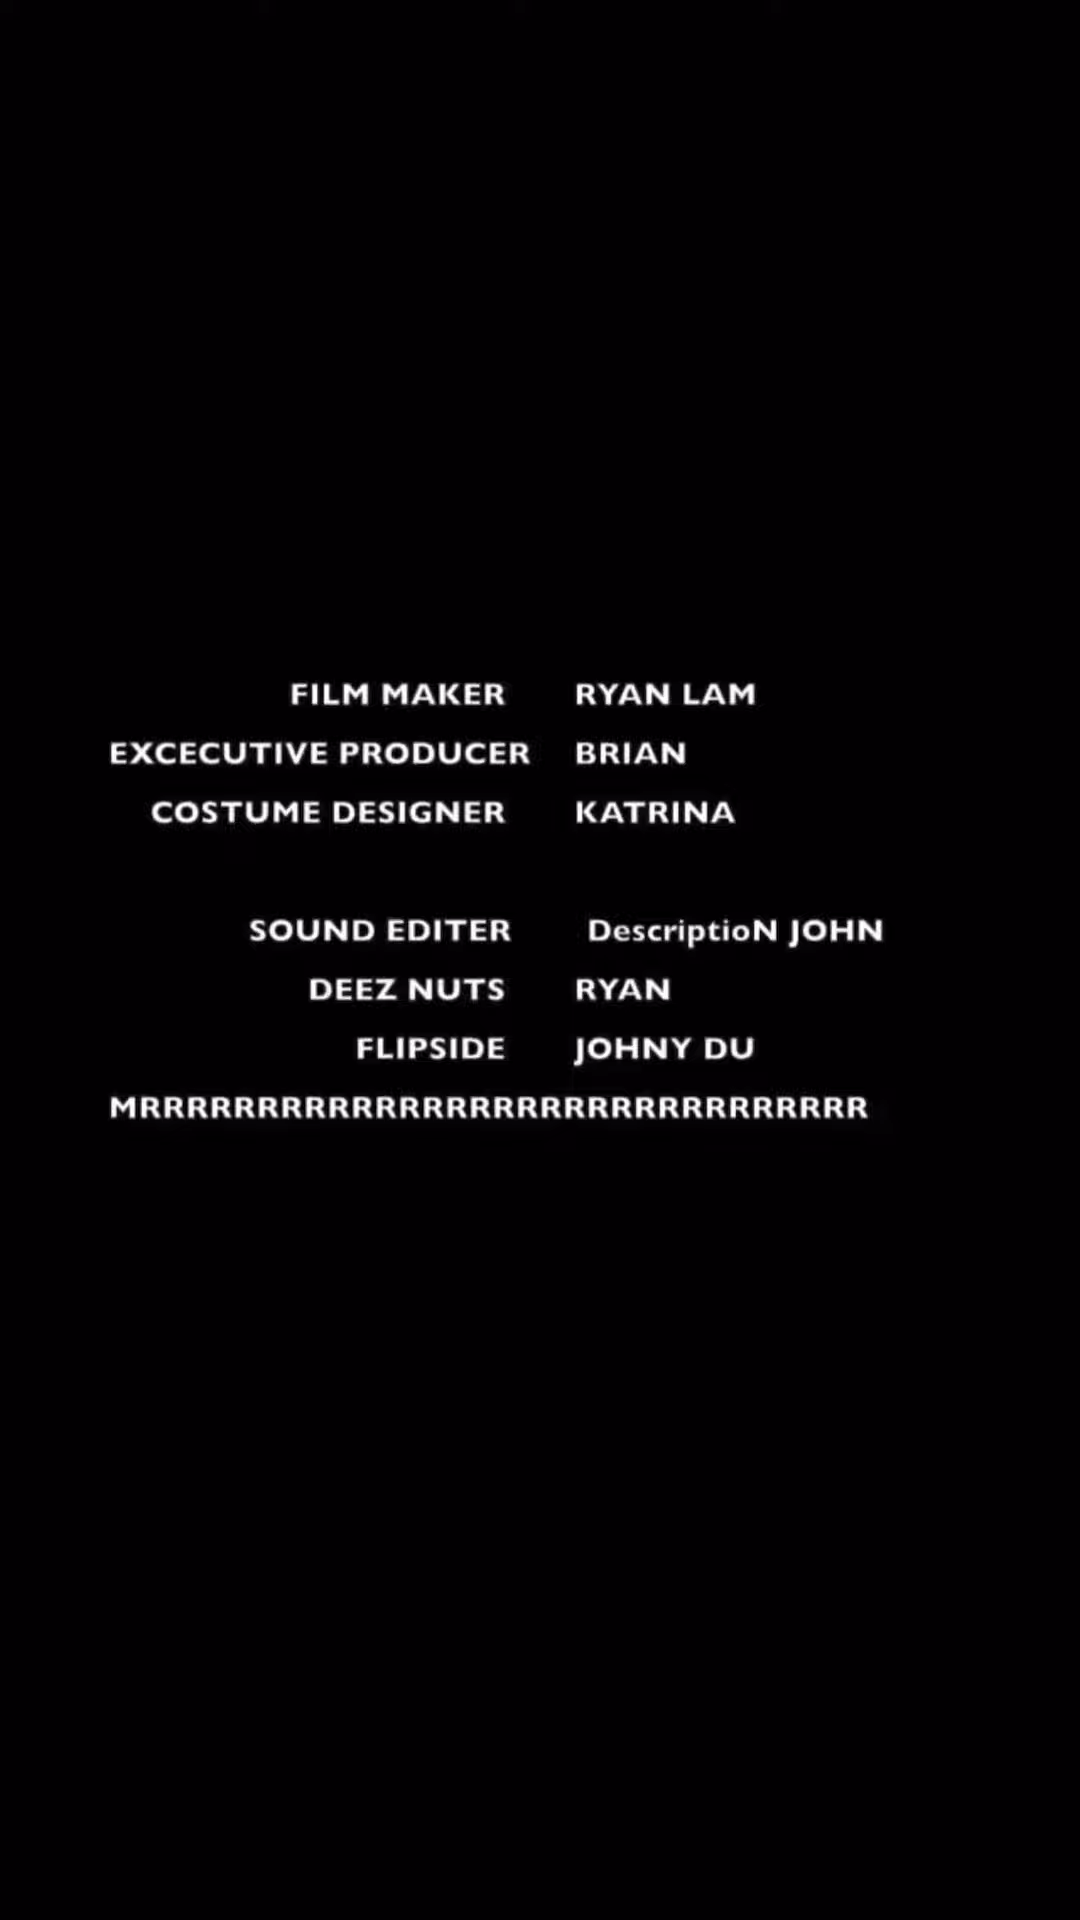 FILM MAKER RYAN LAM
EXCECUTIVE PRODUCER BRIAN
COSTUME DESIGNER KATRINA
SOUND EDITER DescriptioN JOHN
DEEZ NUTS RYAN
FLIPSIDE JOHNY DU
MRRRRRRRRRRRRRRRRRRRRRRRRRRRRRRR